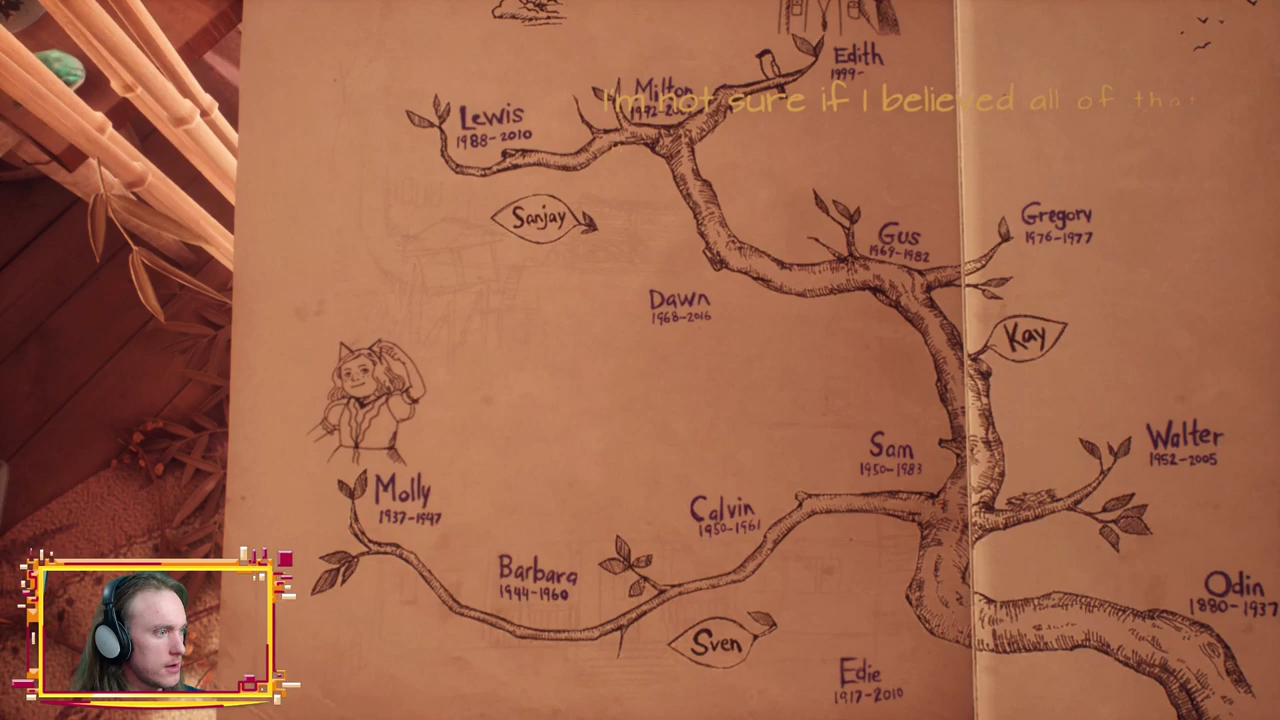 Edith
1999-
Milton
I'm not sure if I believed all of that
Lewis
1988-2010
Sanjay
Gregory
1976-1977
Gus
1969-1982
Dawn
1968-2016
Kay
Walter
1952-2005
Sam
1950-1983
Molly
1937-1947
Calvin
1950-1961
Barbara
1944-1960
Odin
1880-1937
Sven
Edie
1917-2010